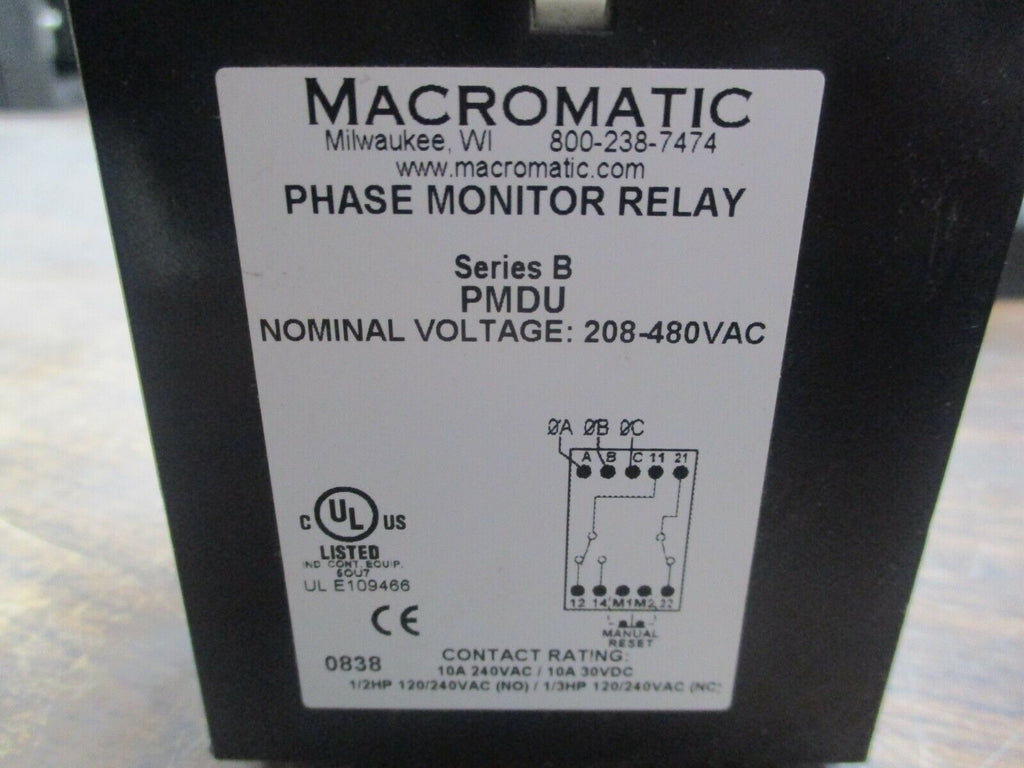 MACROMATIC
Milwaukee, WI 800-238-7474
www.macromatic.com
PHASE MONITOR RELAY
Series B
PMDU
NOMINAL VOLTAGE: 208-480VAC
ØA ØB ØC
A B C 11 21
12 14 M1 M2 22
MANUAL
RESET
C UL US
LISTED
IND. CONT. EQUIP.
6OU7
UL E109466
CE
0838
CONTACT RATING:
10A 240VAC / 10A 30VDC
1/2HP 120/240VAC (NO) / 1/3HP 120/240VAC (NC)